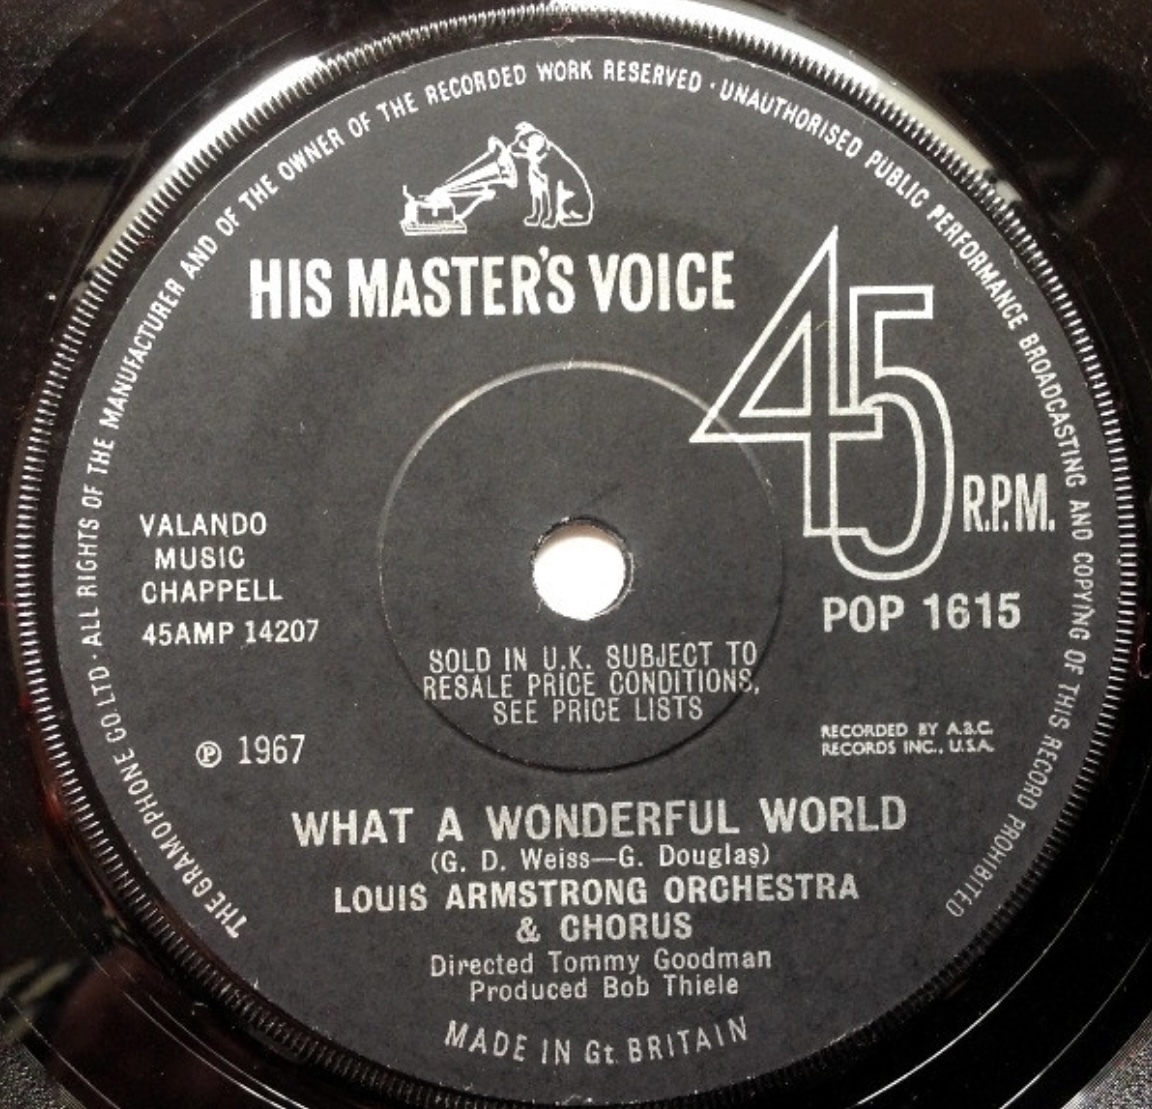 THE GRAMOPHONE CO. LTD · ALL RIGHTS OF THE MANUFACTURER AND OF THE OWNER OF THE RECORDED WORK RESERVED · UNAUTHORISED PUBLIC PERFORMANCE BROADCASTING AND COPYING OF THIS RECORD PROHIBITED
HIS MASTER'S VOICE
45
R.P.M.
VALANDO
MUSIC
CHAPPELL
45AMP 14207
POP 1615
SOLD IN U.K. SUBJECT TO
RESALE PRICE CONDITIONS,
SEE PRICE LISTS
℗ 1967
RECORDED BY A.B.C.
RECORDS INC., U.S.A.
WHAT A WONDERFUL WORLD
(G. D. Weiss—G. Douglas)
LOUIS ARMSTRONG ORCHESTRA
& CHORUS
Directed Tommy Goodman
Produced Bob Thiele
MADE IN Gt. BRITAIN